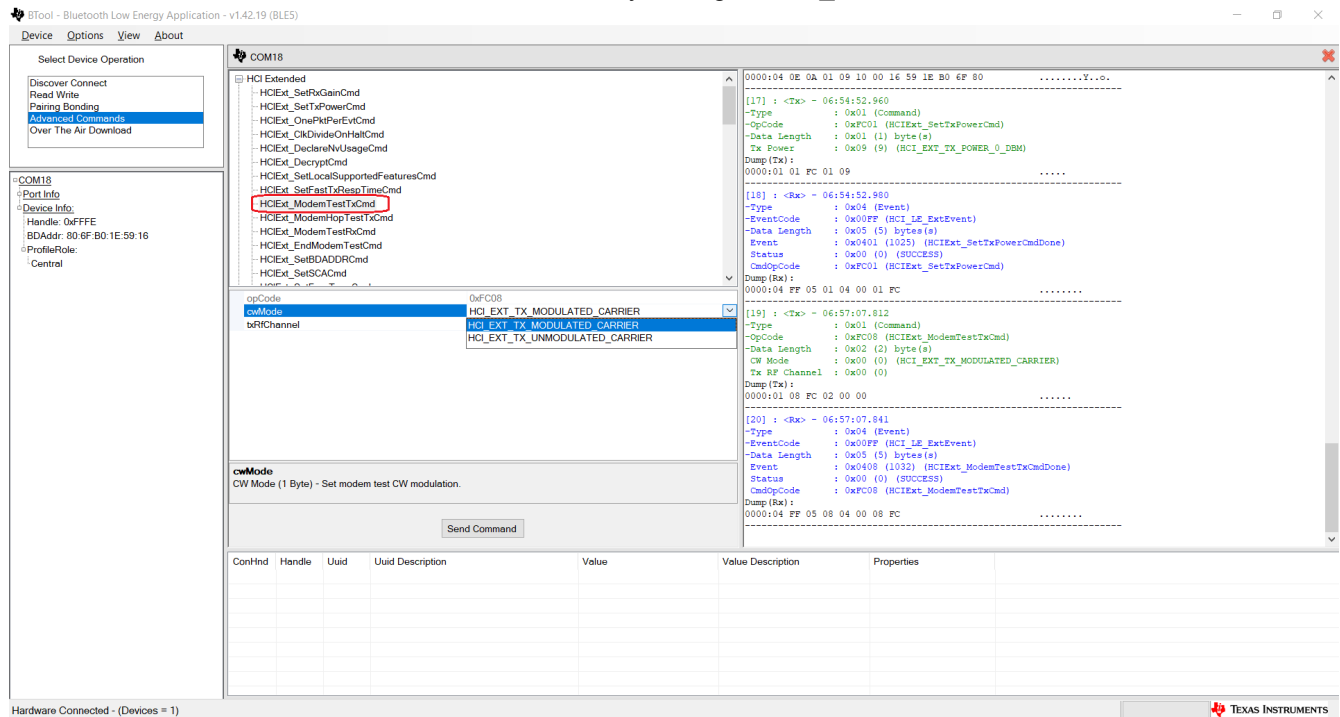 BTool - Bluetooth Low Energy Application - v1.42.19 (BLE5)
Device Options View About
Select Device Operation
Discover Connect
Read Write
Pairing Bonding
Advanced Commands
Over The Air Download
COM18
Port Info
Device Info:
Handle: 0xFFFE
BDAddr: 80:6F:B0:1E:59:16
ProfileRole:
Central
COM18
HCI Extended
HCIExt_SetRxGainCmd
HCIExt_SetTxPowerCmd
HCIExt_OnePktPerEvtCmd
HCIExt_ClkDivideOnHaltCmd
HCIExt_DeclareNvUsageCmd
HCIExt_DecryptCmd
HCIExt_SetLocalSupportedFeaturesCmd
HCIExt_SetFastTxRespTimeCmd
HCIExt_ModemTestTxCmd
HCIExt_ModemHopTestTxCmd
HCIExt_ModemTestRxCmd
HCIExt_EndModemTestCmd
HCIExt_SetBDADDRCmd
HCIExt_SetSCACmd
opCode 0xFC08
cwMode HCI_EXT_TX_MODULATED_CARRIER
txRfChannel HCI_EXT_TX_MODULATED_CARRIER
HCI_EXT_TX_UNMODULATED_CARRIER
cwMode
CW Mode (1 Byte) - Set modem test CW modulation.
Send Command
0000:04 0E 0A 01 09 10 00 16 59 1E B0 6F 80 ........Y..o.
[17] : <Tx> - 06:54:52.960
-Type : 0x01 (Command)
-OpCode : 0xFC01 (HCIExt_SetTxPowerCmd)
-Data Length : 0x01 (1) byte(s)
Tx Power : 0x09 (9) (HCI_EXT_TX_POWER_0_DBM)
Dump(Tx):
0000:01 01 FC 01 09 .....
[18] : <Rx> - 06:54:52.980
-Type : 0x04 (Event)
-EventCode : 0x00FF (HCI_LE_ExtEvent)
-Data Length : 0x05 (5) bytes(s)
Event : 0x0401 (1025) (HCIExt_SetTxPowerCmdDone)
Status : 0x00 (0) (SUCCESS)
CmdOpCode : 0xFC01 (HCIExt_SetTxPowerCmd)
Dump(Rx):
0000:04 FF 05 01 04 00 01 FC ........
[19] : <Tx> - 06:57:07.812
-Type : 0x01 (Command)
-OpCode : 0xFC08 (HCIExt_ModemTestTxCmd)
-Data Length : 0x02 (2) byte(s)
CW Mode : 0x00 (0) (HCI_EXT_TX_MODULATED_CARRIER)
Tx RF Channel : 0x00 (0)
Dump(Tx):
0000:01 08 FC 02 00 00 ......
[20] : <Rx> - 06:57:07.841
-Type : 0x04 (Event)
-EventCode : 0x00FF (HCI_LE_ExtEvent)
-Data Length : 0x05 (5) bytes(s)
Event : 0x0408 (1032) (HCIExt_ModemTestTxCmdDone)
Status : 0x00 (0) (SUCCESS)
CmdOpCode : 0xFC08 (HCIExt_ModemTestTxCmd)
Dump(Rx):
0000:04 FF 05 08 04 00 08 FC ........
ConHnd Handle Uuid Uuid Description Value Value Description Properties
Hardware Connected - (Devices = 1)
TEXAS INSTRUMENTS